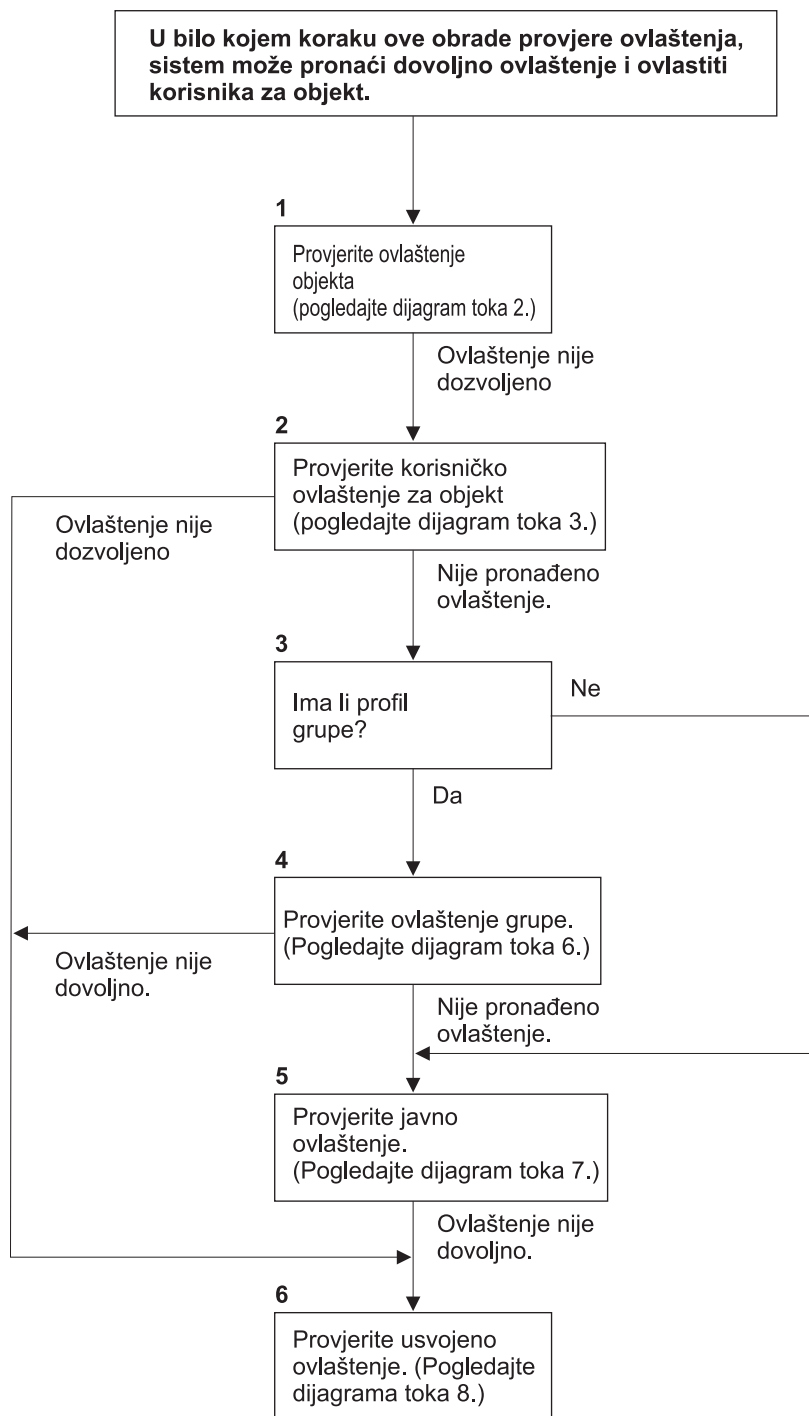 U bilo kojem koraku ove obrade provjere ovlaštenja,
sistem može pronaći dovoljno ovlaštenje i ovlastiti
korisnika za objekt.
1
Provjerite ovlaštenje
objekta
(pogledajte dijagram toka 2.)
Ovlaštenje nije
dozvoljeno
2
Provjerite korisničko
ovlaštenje za objekt
(pogledajte dijagram toka 3.)
Ovlaštenje nije
dozvoljeno
Nije pronađeno
ovlaštenje.
3
Ima li profil
grupe?
Ne
Da
4
Provjerite ovlaštenje grupe.
(Pogledajte dijagram toka 6.)
Ovlaštenje nije
dovoljno.
Nije pronađeno
ovlaštenje.
5
Provjerite javno
ovlaštenje.
(Pogledajte dijagram toka 7.)
Ovlaštenje nije
dovoljno.
6
Provjerite usvojeno
ovlaštenje. (Pogledajte
dijagrama toka 8.)